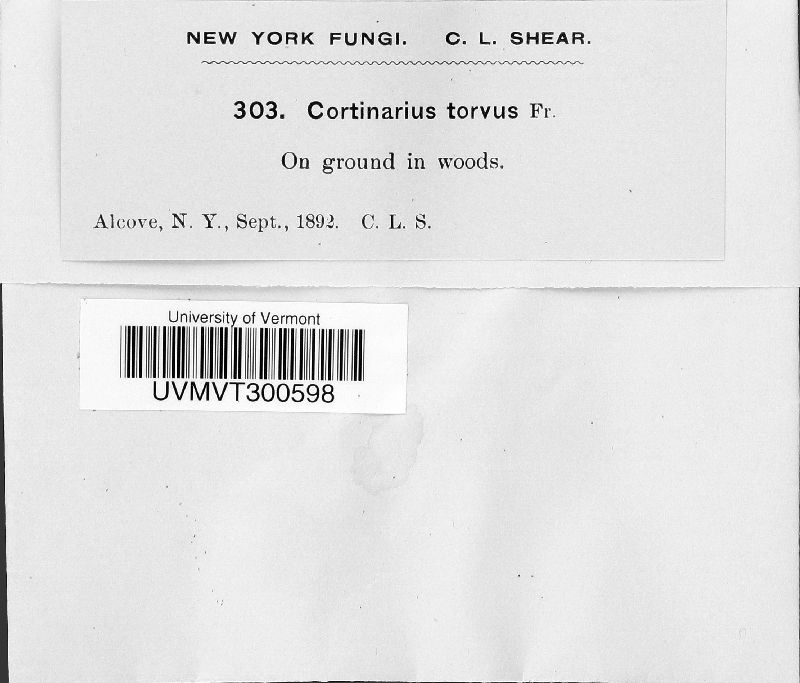 NEW YORK FUNGI. C. L. SHEAR.
303. Cortinarius torvus Fr.
On ground in woods.
Alcove, N. Y., Sept., 1892. C. L. S.
University of Vermont
UVMVT300598